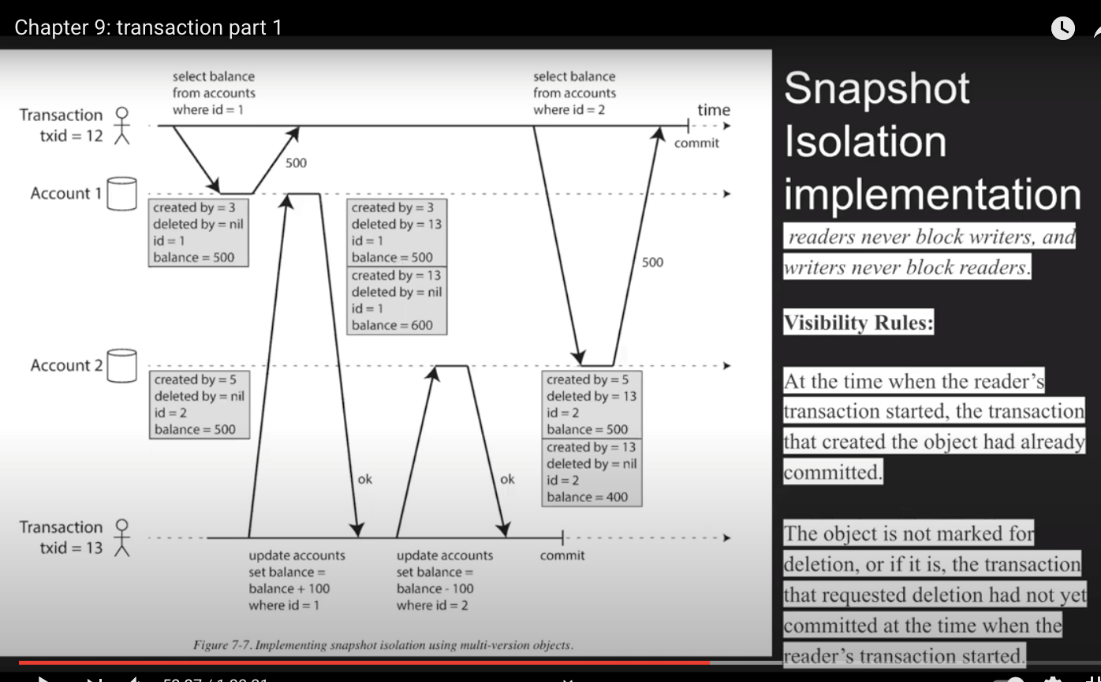 Chapter 9: transaction part 1
select balance
from accounts
where id = 1
select balance
from accounts
where id = 2
time
Transaction
txid = 12
commit
500
Account 1
created by = 3
deleted by = nil
id = 1
balance = 500
created by = 3
deleted by = 13
id = 1
balance = 500
created by = 13
deleted by = nil
id = 1
balance = 600
500
Account 2
created by = 5
deleted by = nil
id = 2
balance = 500
created by = 5
deleted by = 13
id = 2
balance = 500
created by = 13
deleted by = nil
id = 2
balance = 400
ok
ok
Transaction
txid = 13
update accounts
set balance =
balance + 100
where id = 1
update accounts
set balance =
balance - 100
where id = 2
commit
Figure 7-7. Implementing snapshot isolation using multi-version objects.
Snapshot
Isolation
implementation
readers never block writers, and
writers never block readers.
Visibility Rules:
At the time when the reader's
transaction started, the transaction
that created the object had already
committed.
The object is not marked for
deletion, or if it is, the transaction
that requested deletion had not yet
committed at the time when the
reader's transaction started.